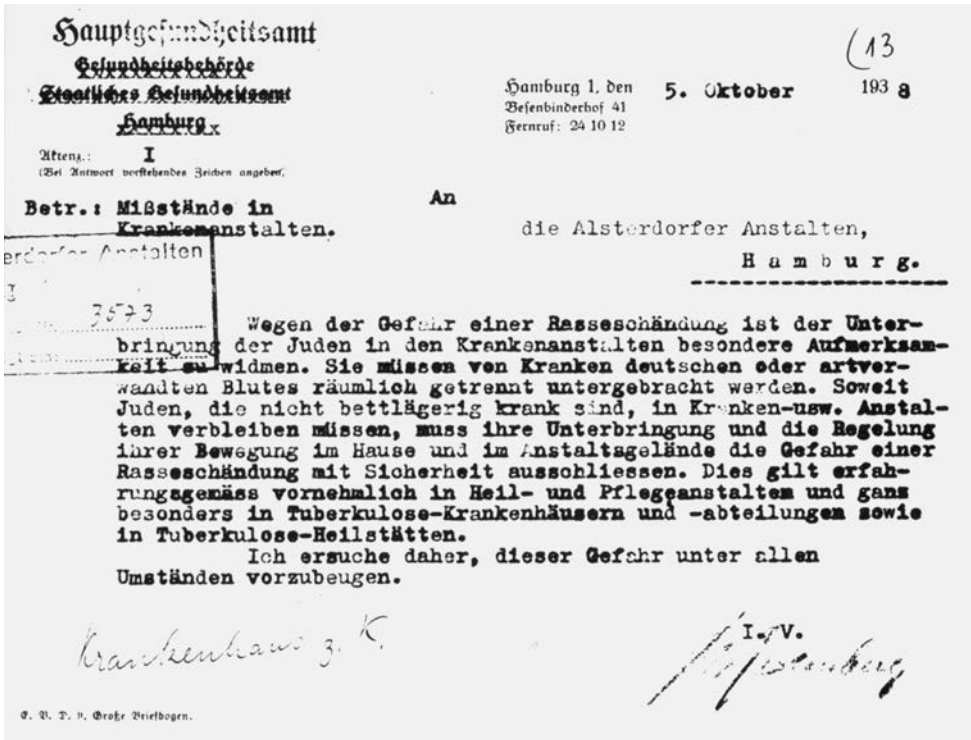 Hauptgesundheitsamt
Gesundheitsbehörde
Staatliches Gesundheitsamt
Hamburg
(13
Hamburg 1, den 5. Oktober 1938
Besenbinderhof 41
Fernruf: 24 10 12
Aktenz.: I
(Bei Antwort vorstehendes Zeichen angeben)
Betr.: Mißstände in
Krankenanstalten.
An
die Alsterdorfer Anstalten,
Hamburg.
erdorfer Anstalten
3573
Wegen der Gefahr einer Rasseschändung ist der Unter-
bringung der Juden in den Krankenanstalten besondere Aufmerksam-
keit zu widmen. Sie müssen von Kranken deutschen oder artver-
wandten Blutes räumlich getrennt untergebracht werden. Soweit
Juden, die nicht bettlägerig krank sind, in Kranken-usw. Anstal-
ten verbleiben müssen, muss ihre Unterbringung und die Regelung
ihrer Bewegung im Hause und im Anstaltsgelände die Gefahr einer
Rasseschändung mit Sicherheit ausschliessen. Dies gilt erfah-
rungsgemäss vornehmlich in Heil- und Pflegeanstalten und ganz
besonders in Tuberkulose-Krankenhäusern und -abteilungen sowie
in Tuberkulose-Heilstätten.
Ich ersuche daher, dieser Gefahr unter allen
Umständen vorzubeugen.
Krankenhaus z. K.
I. V.
E. V. D. 9. Große Briefbogen.